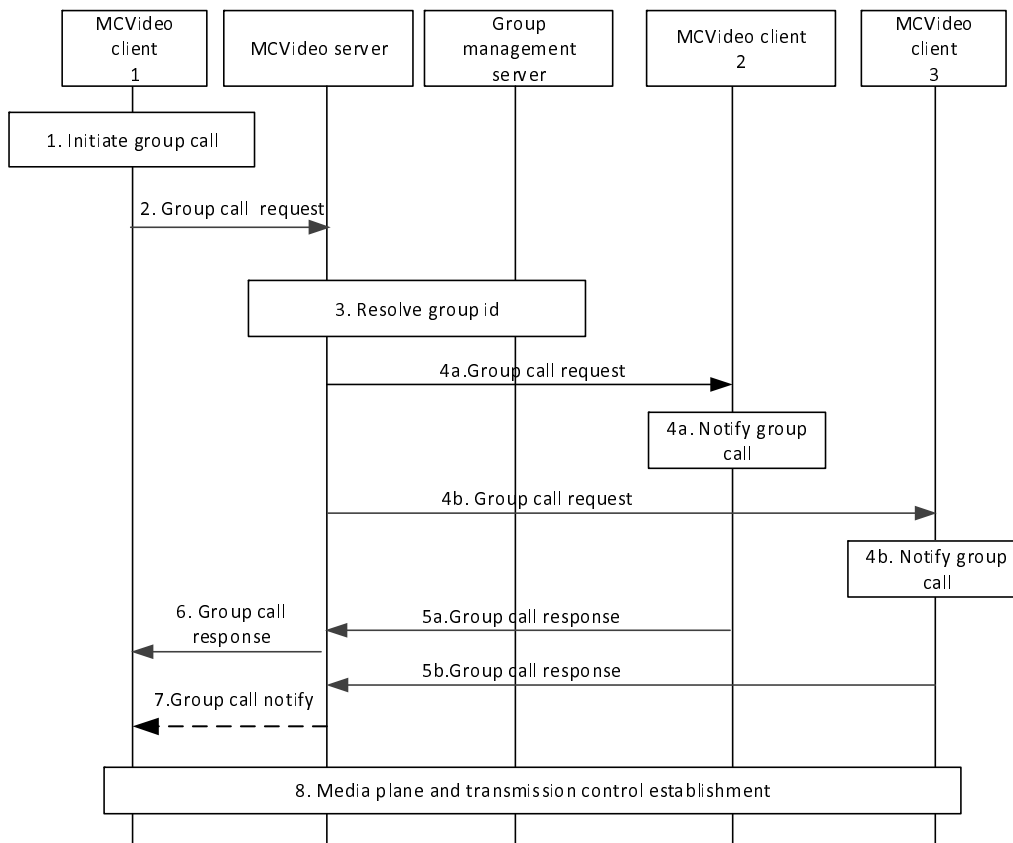 MCVideo
client
1
MCVideo server
Group
management
server
MCVideo client
2
MCVideo
client
3
1. Initiate group call
2. Group call request
3. Resolve group id
4a.Group call request
4a. Notify group
call
4b. Group call request
4b. Notify group
call
6. Group call
response
5a.Group call response
5b.Group call response
7.Group call notify
8. Media plane and transmission control establishment